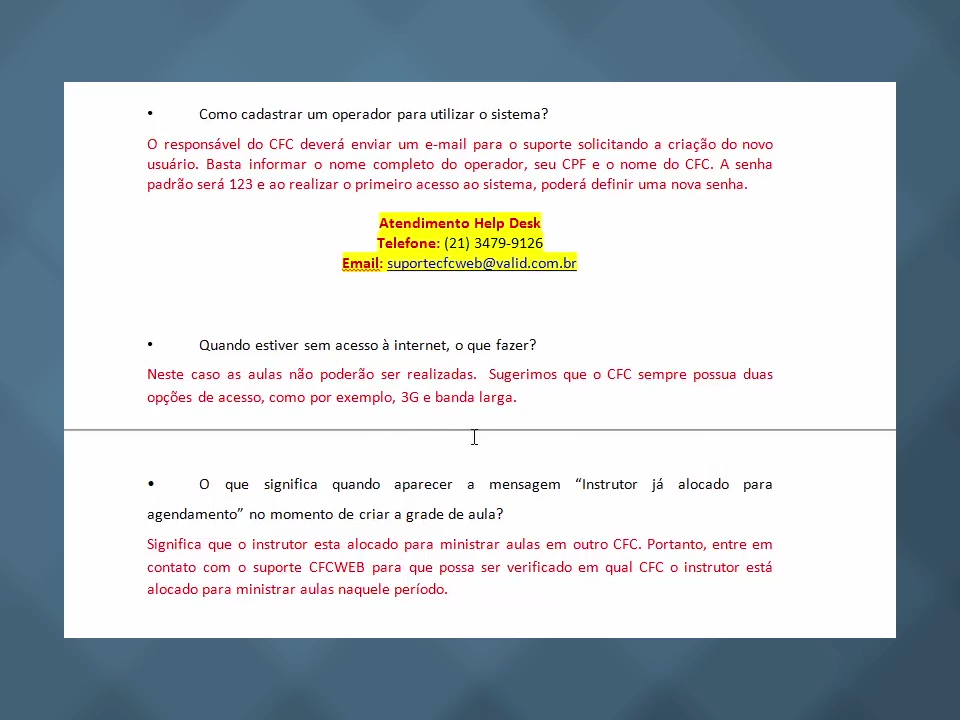 • Como cadastrar um operador para utilizar o sistema?
O responsável do CFC deverá enviar um e-mail para o suporte solicitando a criação do novo
usuário. Basta informar o nome completo do operador, seu CPF e o nome do CFC. A senha
padrão será 123 e ao realizar o primeiro acesso ao sistema, poderá definir uma nova senha.
Atendimento Help Desk
Telefone: (21) 3479-9126
Email: suportecfcweb@valid.com.br
• Quando estiver sem acesso à internet, o que fazer?
Neste caso as aulas não poderão ser realizadas. Sugerimos que o CFC sempre possua duas
opções de acesso, como por exemplo, 3G e banda larga.
• O que significa quando aparecer a mensagem “Instrutor já alocado para
agendamento” no momento de criar a grade de aula?
Significa que o instrutor esta alocado para ministrar aulas em outro CFC. Portanto, entre em
contato com o suporte CFCWEB para que possa ser verificado em qual CFC o instrutor está
alocado para ministrar aulas naquele período.